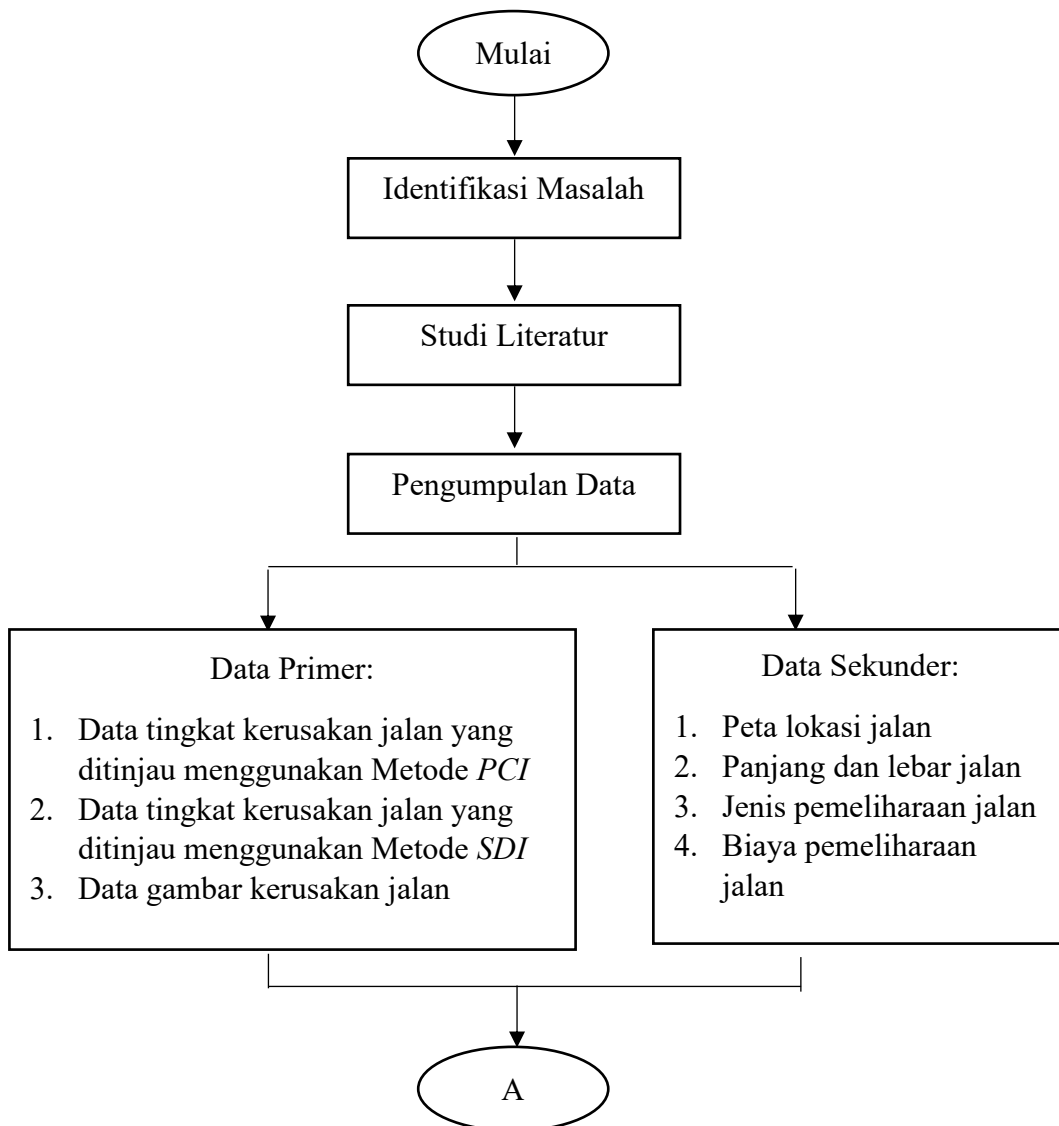 Mulai
Identifikasi Masalah
Studi Literatur
Pengumpulan Data
Data Primer:
1. Data tingkat kerusakan jalan yang
ditinjau menggunakan Metode PCI
2. Data tingkat kerusakan jalan yang
ditinjau menggunakan Metode SDI
3. Data gambar kerusakan jalan
Data Sekunder:
1. Peta lokasi jalan
2. Panjang dan lebar jalan
3. Jenis pemeliharaan jalan
4. Biaya pemeliharaan
jalan
A